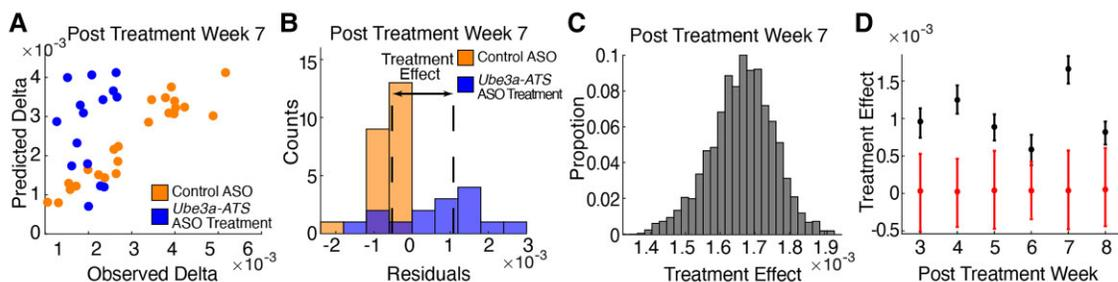 A
Post Treatment Week 7
×10⁻³
Predicted Delta
4
3
2
1
0
Control ASO
Ube3a-ATS
ASO Treatment
1 2 3 4 5 6
×10⁻³
Observed Delta
B
Post Treatment Week 7
Treatment
Effect
Control ASO
Ube3a-ATS
ASO Treatment
Counts
15
10
5
0
-2 -1 0 1 2 3
×10⁻³
Residuals
C
Post Treatment Week 7
Propotion
0.1
0.08
0.06
0.04
0.02
0
1.4 1.5 1.6 1.7 1.8 1.9
×10⁻³
Treatment Effect
D
×10⁻³
Treatment Effect
1.5
1
0.5
0
-0.5
3 4 5 6 7 8
Post Treatment Week